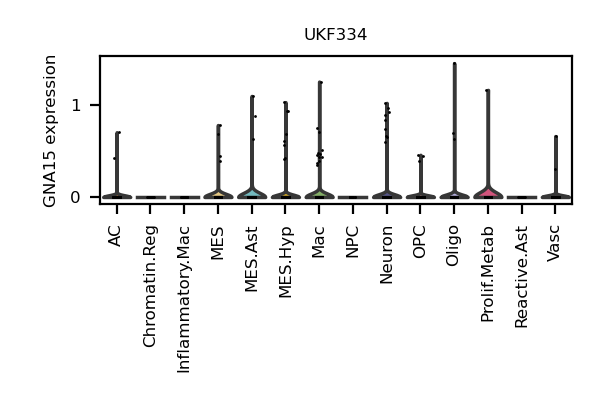 UKF334
GNA15 expression
1
0
AC
Chromatin.Reg
Inflammatory.Mac
MES
MES.Ast
MES.Hyp
Mac
NPC
Neuron
OPC
Oligo
Prolif.Metab
Reactive.Ast
Vasc